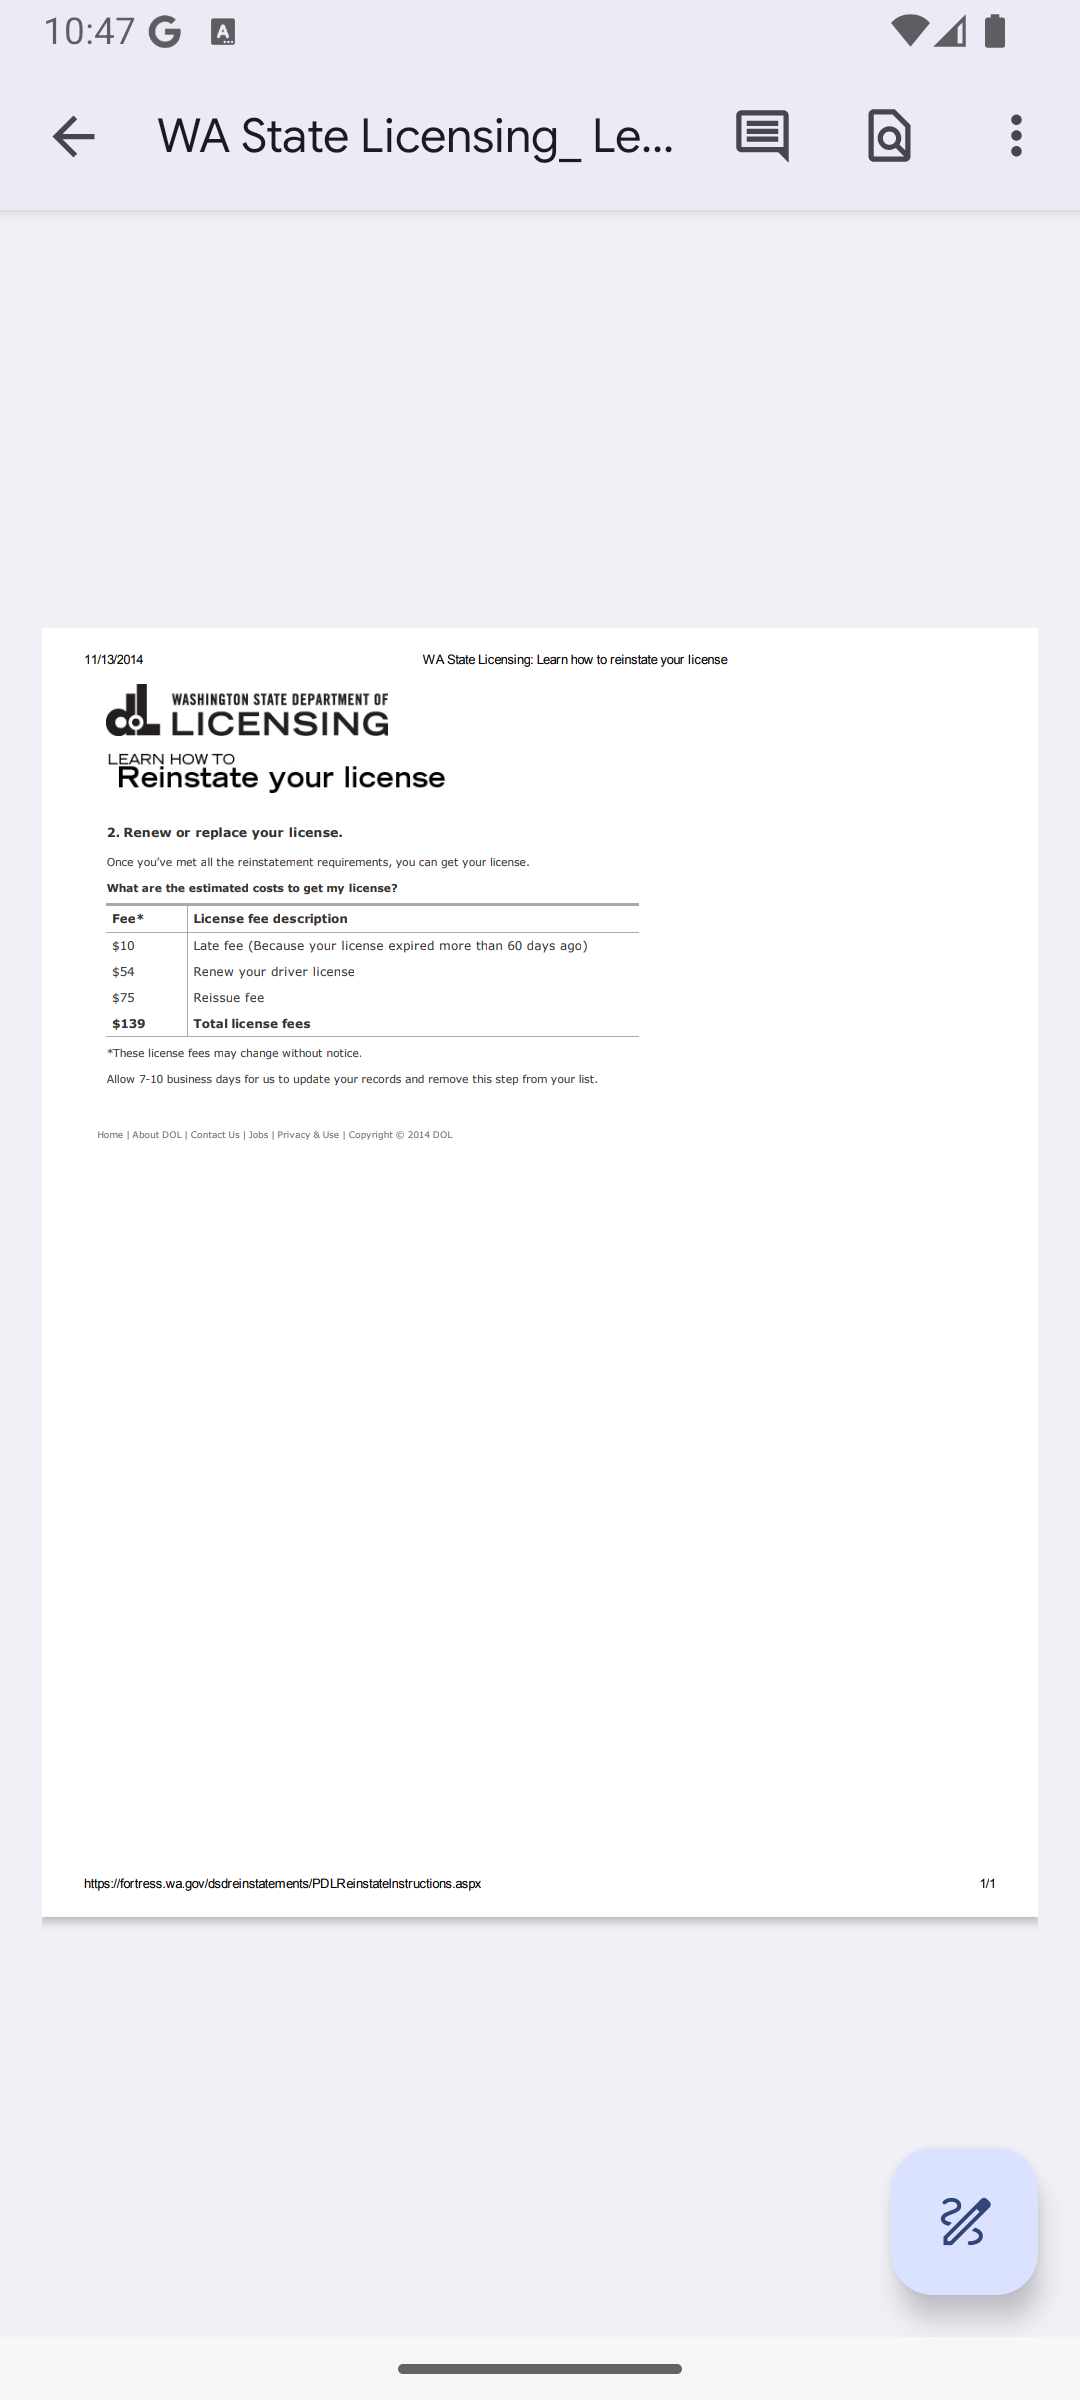 10:47
WA State Licensing_ Le...
11/13/2014 WA State Licensing: Learn how to reinstate your license
WASHINGTON STATE DEPARTMENT OF
LICENSING
LEARN HOW TO
Reinstate your license
2. Renew or replace your license.
Once you've met all the reinstatement requirements, you can get your license.
What are the estimated costs to get my license?
Fee* License fee description
$10 Late fee (Because your license expired more than 60 days ago)
$54 Renew your driver license
$75 Reissue fee
$139 Total license fees
*These license fees may change without notice.
Allow 7-10 business days for us to update your records and remove this step from your list.
Home | About DOL | Contact Us | Jobs | Privacy & Use | Copyright © 2014 DOL
https://fortress.wa.gov/dsdreinstatements/PDLReinstateInstructions.aspx 1/1